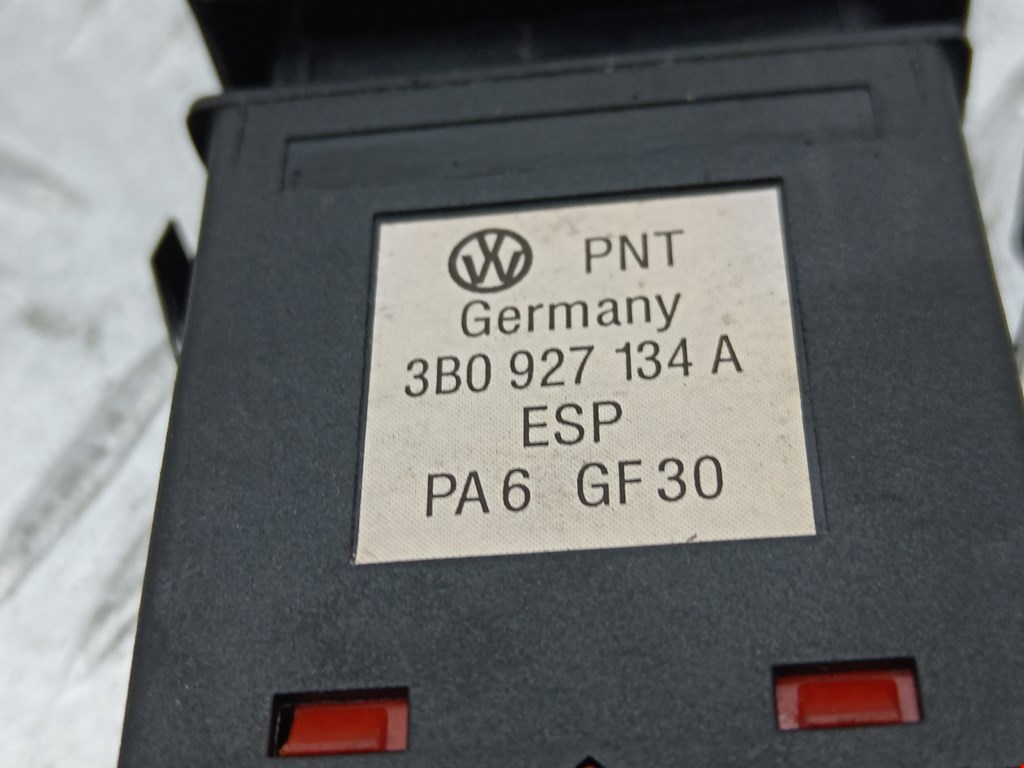 PNT
Germany
3B0 927 134 A
ESP
PA6 GF30